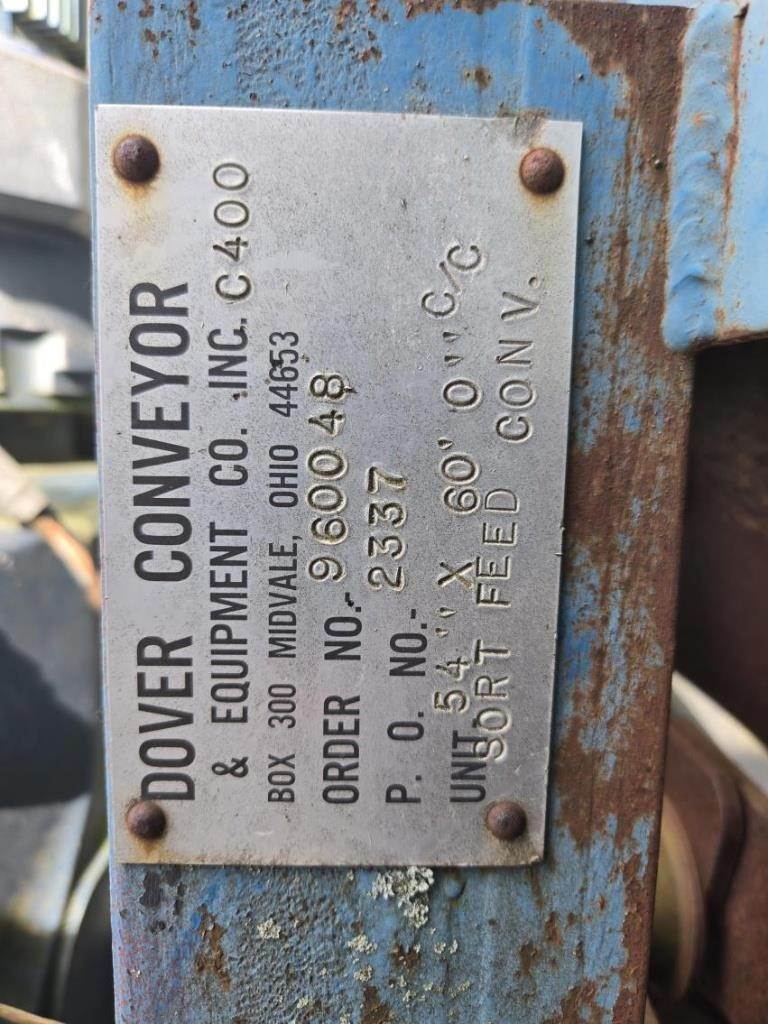 DOVER CONVEYOR
& EQUIPMENT CO. INC. C400
BOX 300 MIDVALE, OHIO 44653
ORDER NO.- 960048
P. O. NO.- 2337
UNIT 54'' X 60' 0'' C/C
SORT FEED CONV.